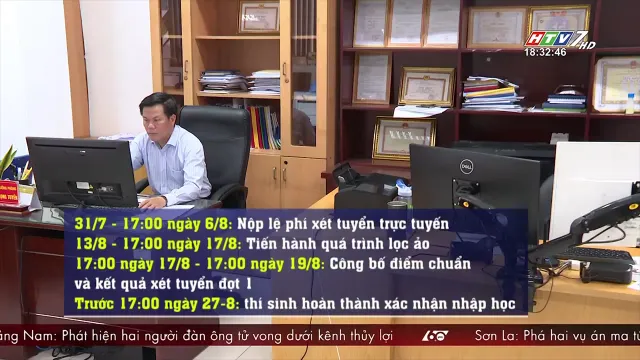 HTV7 HD
18:32:46
DELL
31/7 - 17:00 ngày 6/8: Nộp lệ phí xét tuyển trực tuyến
13/8 - 17:00 ngày 17/8: Tiến hành quá trình lọc ảo
17:00 ngày 17/8 - 17:00 ngày 19/8: Công bố điểm chuẩn
và kết quả xét tuyển đợt 1
Trước 17:00 ngày 27-8: thí sinh hoàn thành xác nhận nhập học
Nam: Phát hiện hai người đàn ông tử vong dưới kênh thủy lợi
60
Sơn La: Phá hai vụ án ma